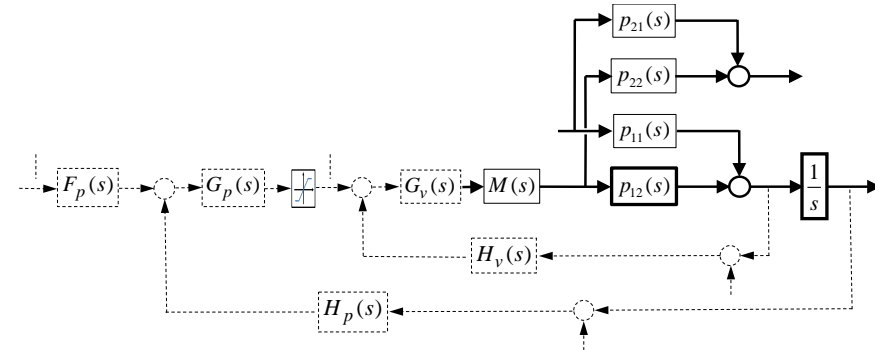 p₂₁(s)
p₂₂(s)
p₁₁(s)
Fₚ(s) Gₚ(s) Gᵥ(s) M(s) p₁₂(s) 1/s
Hᵥ(s)
Hₚ(s)